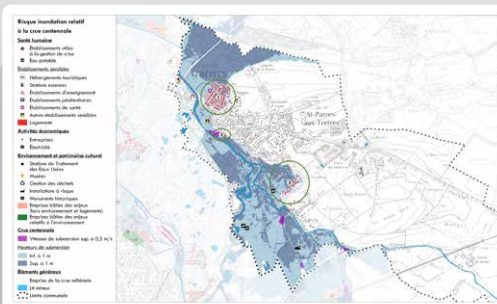 Risque inondation relatif
à la crue centennale
Santé humaine
Établissements utiles
à la gestion de crise
Eau potable
Établissements sensibles
Hébergements touristiques
Stations essences
Établissements d'enseignement
Établissements pénitentiaires
Établissements de santé
Autres établissements sensibles
Logements
Activités économiques
Entreprises
Électricité
Environnement et patrimoine culturel
Stations de Traitement
des Eaux Usées
Musées
Gestion des déchets
Installations à risque
Monuments historiques
Emprises bâties des enjeux
(hors environnement et logements)
Emprises bâties des enjeux
relatifs à l'environnement
Crue centennale
Vitesses de submersion sup. à 0,5 m/s
Hauteurs de submersion
Inf. à 1 m
Sup. à 1 m
Éléments généraux
Emprise de la crue millénale
Lit mineur
Limite communale
St-Parres-
aux-Tertres